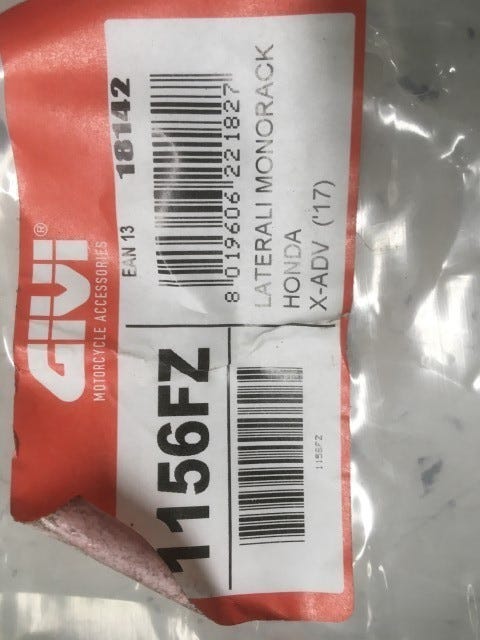 GIVI®
MOTORCYCLE ACCESSORIES
1156FZ
1156FZ
EAN 13 18142
8 019606 221827
LATERALI MONORACK
HONDA
X-ADV ('17)